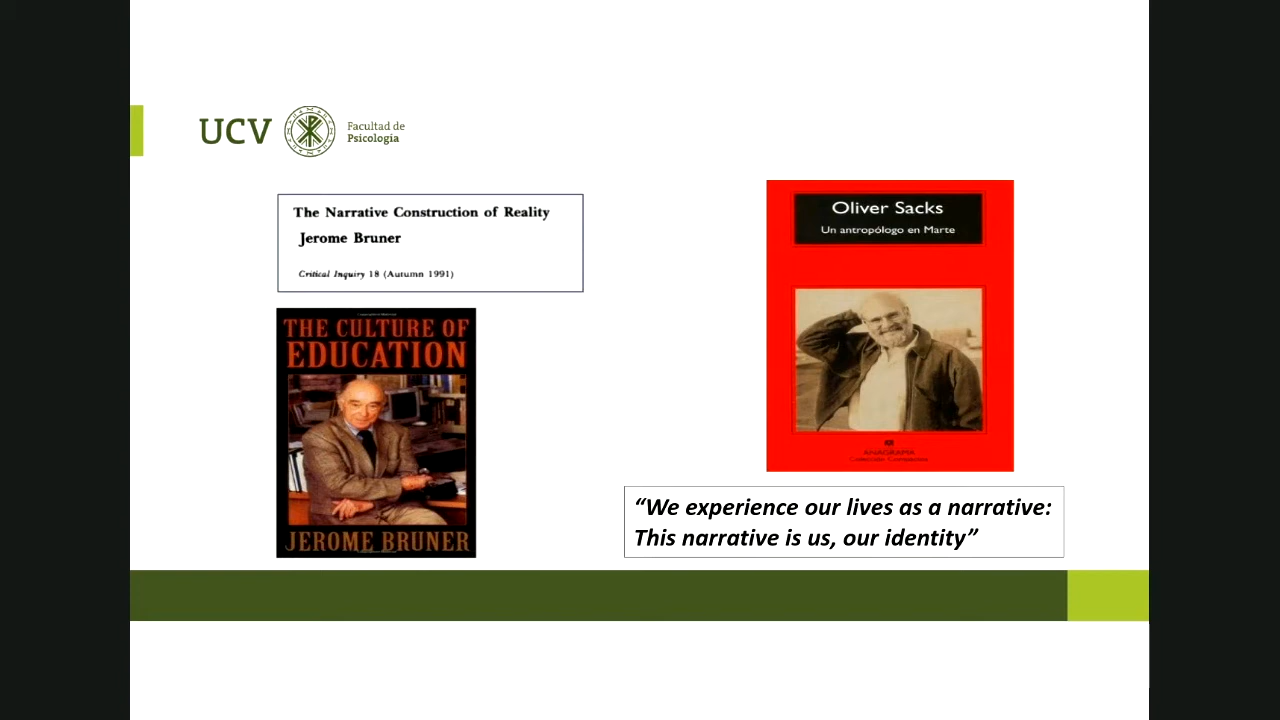 UCV
Facultad de
Psicología
The Narrative Construction of Reality
Jerome Bruner
Critical Inquiry 18 (Autumn 1991)
THE CULTURE OF
EDUCATION
JEROME BRUNER
Oliver Sacks
Un antropólogo en Marte
ANAGRAMA
Colección Compactos
“We experience our lives as a narrative:
This narrative is us, our identity”